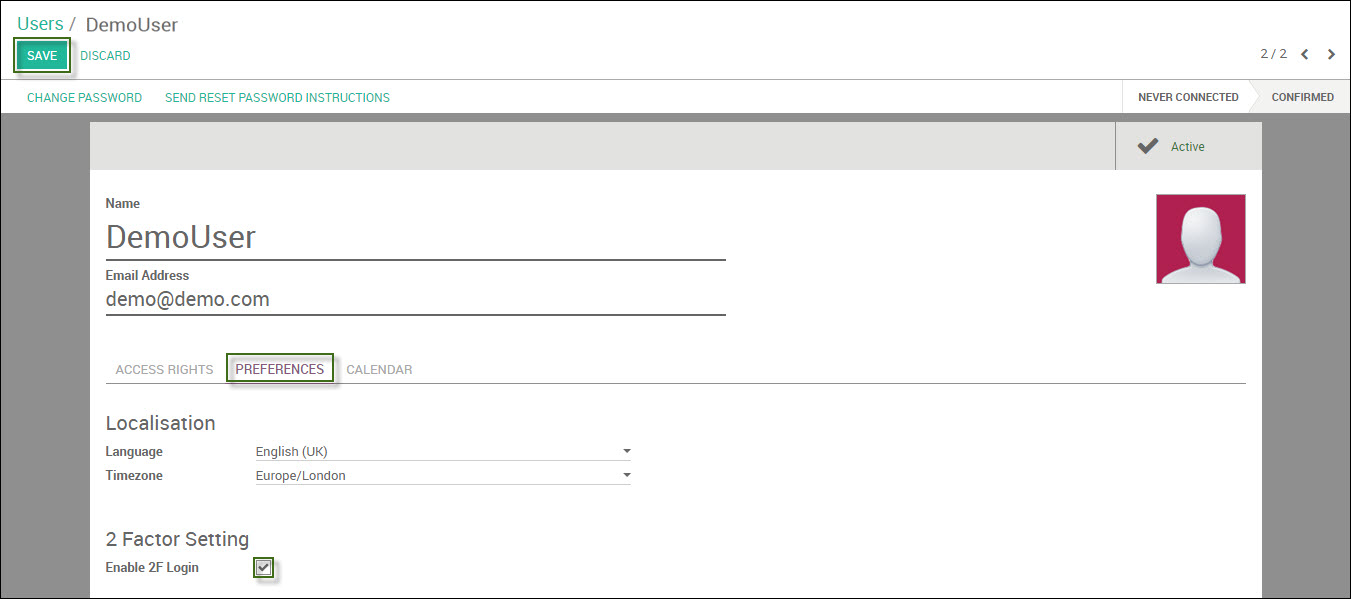 Users / DemoUser
SAVE DISCARD 2 / 2
CHANGE PASSWORD SEND RESET PASSWORD INSTRUCTIONS NEVER CONNECTED CONFIRMED
Active
Name
DemoUser
Email Address
demo@demo.com
ACCESS RIGHTS PREFERENCES CALENDAR
Localisation
Language English (UK)
Timezone Europe/London
2 Factor Setting
Enable 2F Login